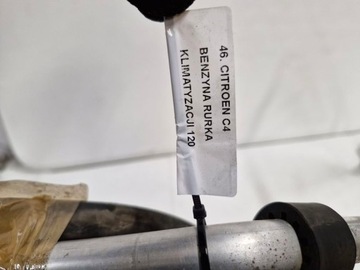 46. CITROEN C4
BENZYNA RURKA
KLIMATYZACJI 120